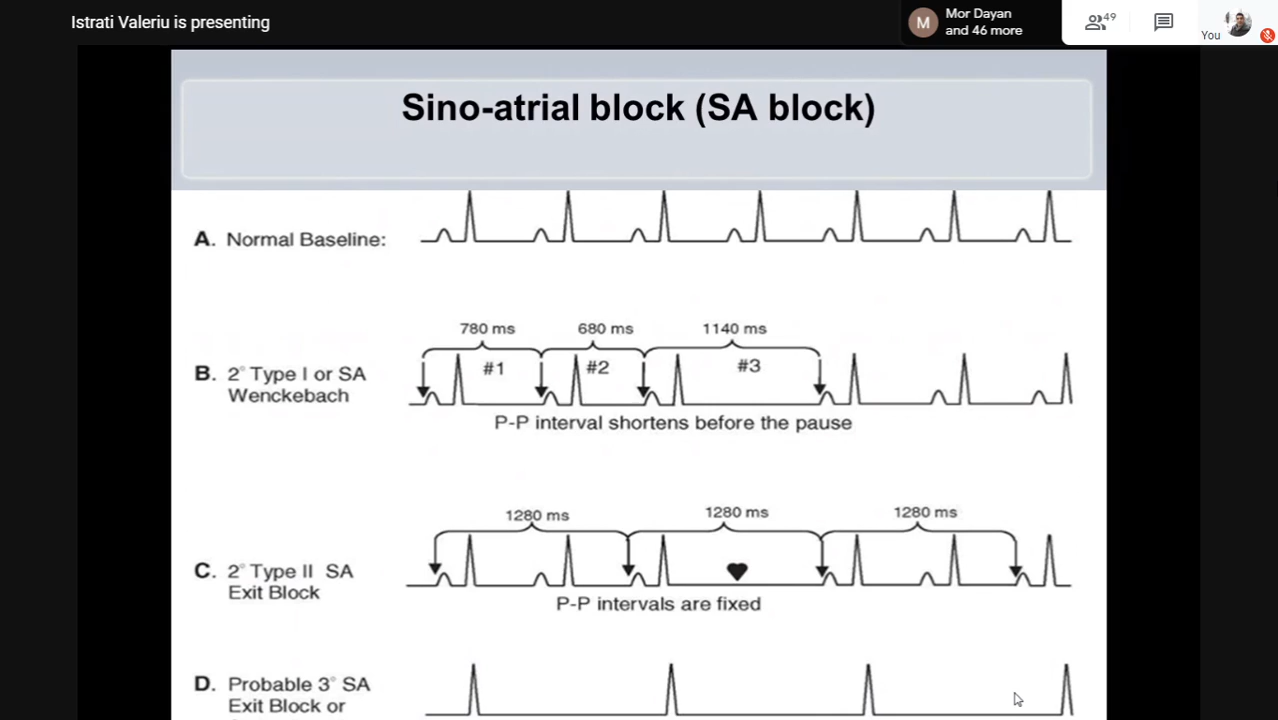 Istrati Valeriu is presenting
M
Mor Dayan
and 46 more
49
You
Sino-atrial block (SA block)
A. Normal Baseline:
780 ms
680 ms
1140 ms
#1
#2
#3
B. 2° Type I or SA
Wenckebach
P-P interval shortens before the pause
1280 ms
1280 ms
1280 ms
C. 2° Type II SA
Exit Block
P-P intervals are fixed
D. Probable 3° SA
Exit Block or